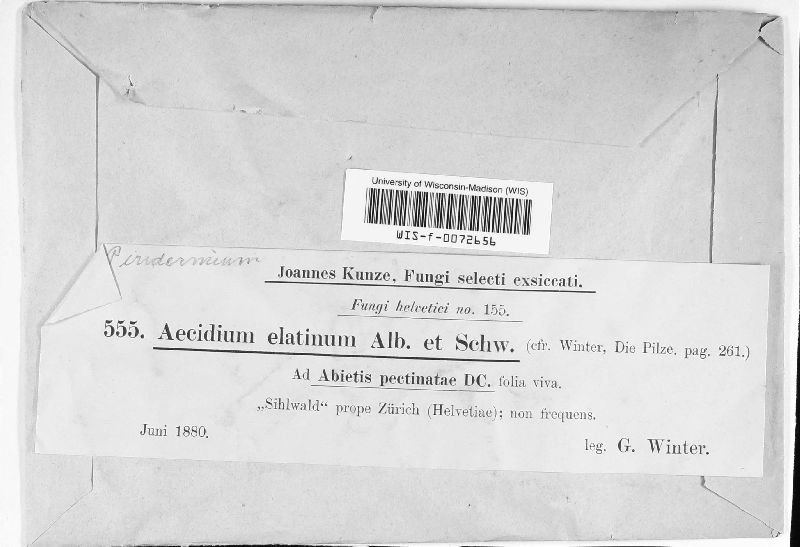 University of Wisconsin-Madison (WIS)
WIS-f-0072656
Peridermium
Joannes Kunze, Fungi selecti exsiccati.
Fungi helvetici no. 155.
555. Aecidium elatinum Alb. et Schw. (cfr. Winter, Die Pilze. pag. 261.)
Ad Abietis pectinatae DC. folia viva.
„Sihlwald“ prope Zürich (Helvetiae); non frequens.
Juni 1880.
leg. G. Winter.